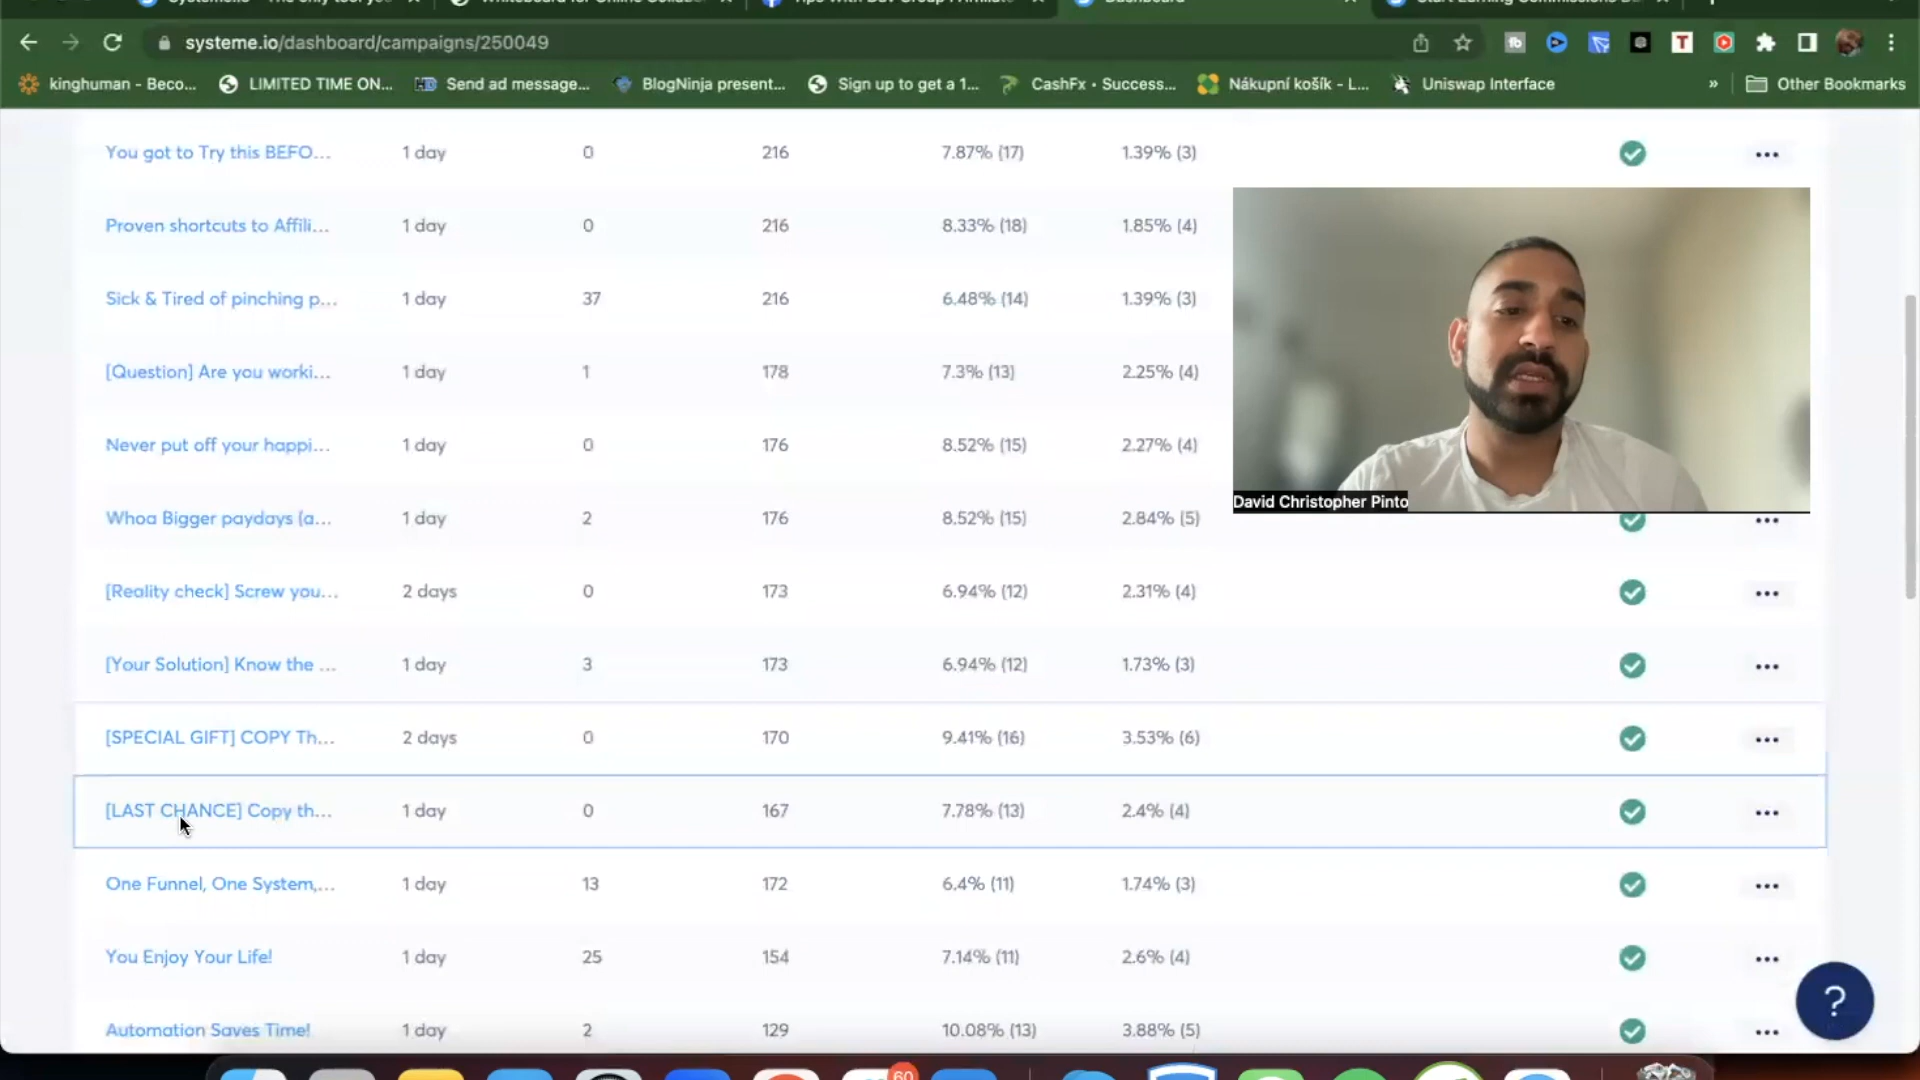 systeme.io/dashboard/campaigns/250049
kinghuman - Beco... LIMITED TIME ON... Send ad message... BlogNinja present... Sign up to get a 1... CashFx • Success... Nákupní košík - L... Uniswap Interface » Other Bookmarks
You got to Try this BEFO... 1 day 0 216 7.87% (17) 1.39% (3)
Proven shortcuts to Affili... 1 day 0 216 8.33% (18) 1.85% (4)
Sick & Tired of pinching p... 1 day 37 216 6.48% (14) 1.39% (3)
[Question] Are you worki... 1 day 1 178 7.3% (13) 2.25% (4)
Never put off your happi... 1 day 0 176 8.52% (15) 2.27% (4)
David Christopher Pinto
Whoa Bigger paydays (a... 1 day 2 176 8.52% (15) 2.84% (5)
[Reality check] Screw you... 2 days 0 173 6.94% (12) 2.31% (4)
[Your Solution] Know the ... 1 day 3 173 6.94% (12) 1.73% (3)
[SPECIAL GIFT] COPY Th... 2 days 0 170 9.41% (16) 3.53% (6)
[LAST CHANCE] Copy th... 1 day 0 167 7.78% (13) 2.4% (4)
One Funnel, One System,... 1 day 13 172 6.4% (11) 1.74% (3)
You Enjoy Your Life! 1 day 25 154 7.14% (11) 2.6% (4)
?
Automation Saves Time! 1 day 2 129 10.08% (13) 3.88% (5)
60